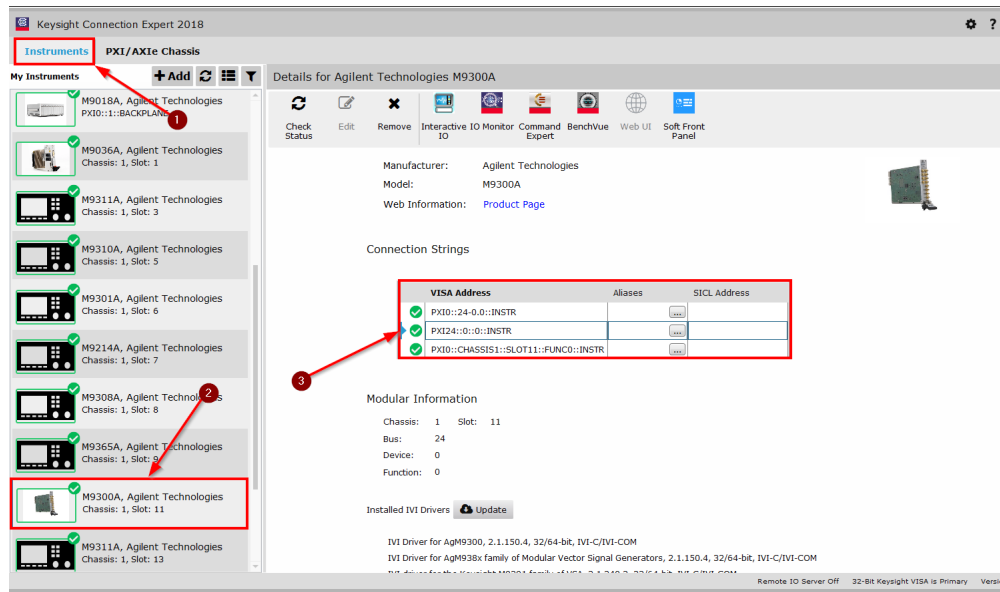 Keysight Connection Expert 2018
?
Instruments PXI/AXIe Chassis
My Instruments
+Add
M9018A, Agilent Technologies
PXI0::1::BACKPLANE
1
M9036A, Agilent Technologies
Chassis: 1, Slot: 1
M9311A, Agilent Technologies
Chassis: 1, Slot: 3
M9310A, Agilent Technologies
Chassis: 1, Slot: 5
M9301A, Agilent Technologies
Chassis: 1, Slot: 6
M9214A, Agilent Technologies
Chassis: 1, Slot: 7
M9308A, Agilent Technologies
2
Chassis: 1, Slot: 8
M9365A, Agilent Technologies
Chassis: 1, Slot: 9
M9300A, Agilent Technologies
Chassis: 1, Slot: 11
M9311A, Agilent Technologies
Chassis: 1, Slot: 13
Details for Agilent Technologies M9300A
Check Status
Edit
Remove
Interactive IO
IO Monitor
Command Expert
BenchVue
Web UI
Soft Front Panel
Manufacturer: Agilent Technologies
Model: M9300A
Web Information: Product Page
Connection Strings
VISA Address Aliases SICL Address
PXI0::24-0.0::INSTR ...
PXI24::0::0::INSTR ...
PXI0::CHASSIS1::SLOT11::FUNC0::INSTR ...
3
Modular Information
Chassis: 1 Slot: 11
Bus: 24
Device: 0
Function: 0
Installed IVI Drivers Update
IVI Driver for AgM9300, 2.1.150.4, 32/64-bit, IVI-C/IVI-COM
IVI Driver for AgM938x family of Modular Vector Signal Generators, 2.1.150.4, 32/64-bit, IVI-C/IVI-COM
Remote IO Server Off 32-Bit Keysight VISA is Primary Versi